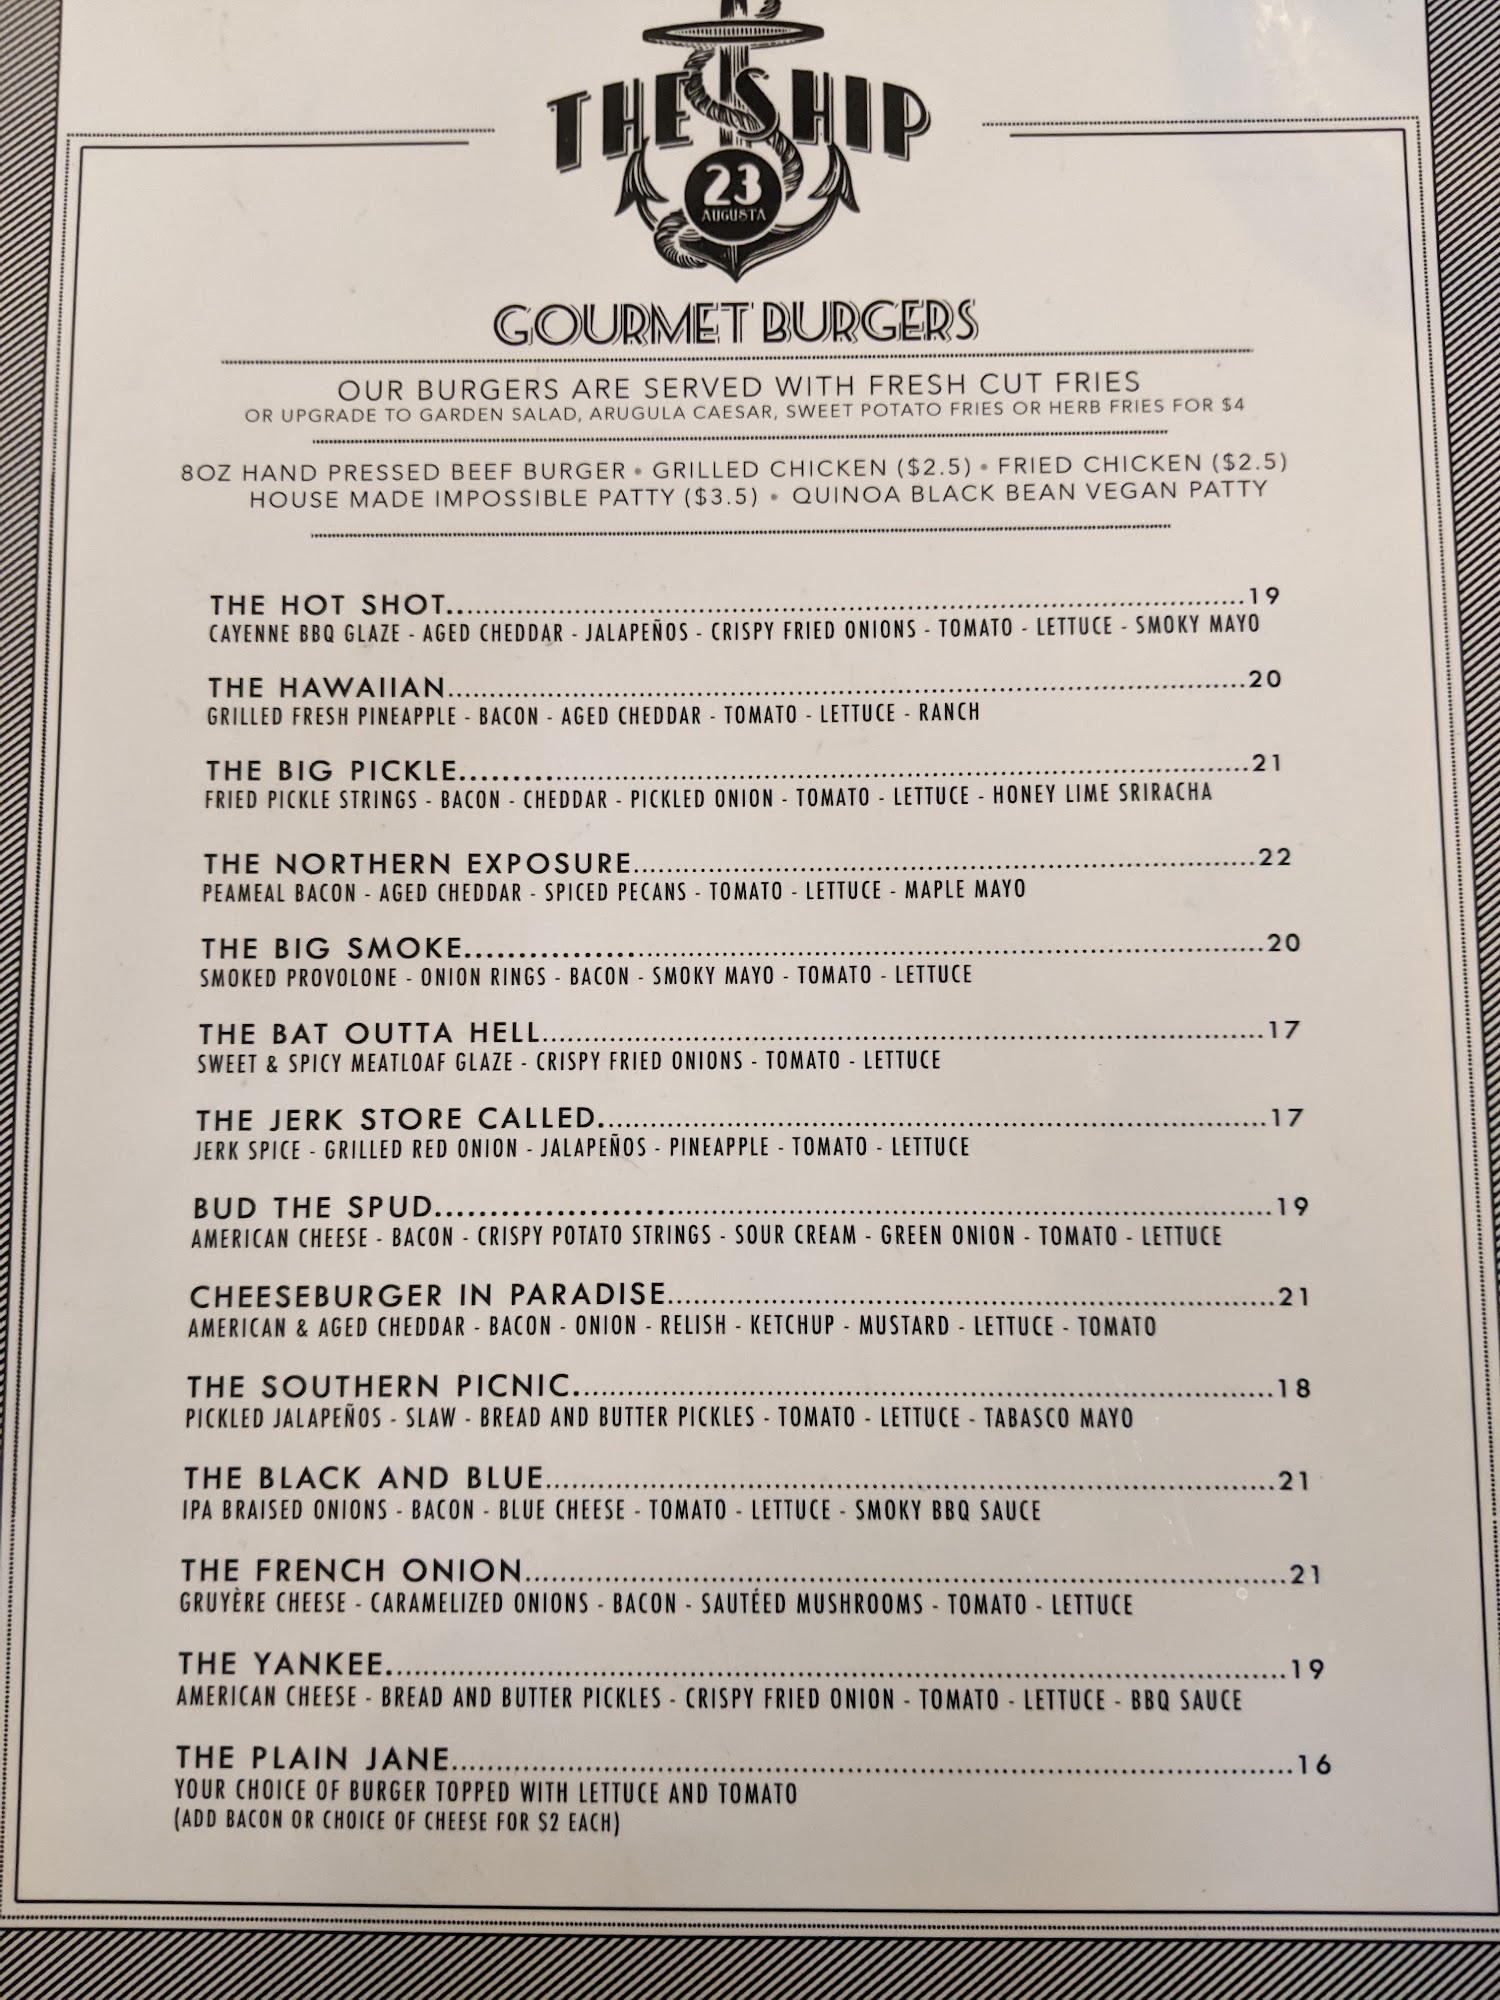 THE SHIP
23
AUGUSTA
GOURMET BURGERS
OUR BURGERS ARE SERVED WITH FRESH CUT FRIES
OR UPGRADE TO GARDEN SALAD, ARUGULA CAESAR, SWEET POTATO FRIES OR HERB FRIES FOR $4
8OZ HAND PRESSED BEEF BURGER • GRILLED CHICKEN ($2.5) • FRIED CHICKEN ($2.5)
HOUSE MADE IMPOSSIBLE PATTY ($3.5) • QUINOA BLACK BEAN VEGAN PATTY
THE HOT SHOT...19
CAYENNE BBQ GLAZE - AGED CHEDDAR - JALAPEÑOS - CRISPY FRIED ONIONS - TOMATO - LETTUCE - SMOKY MAYO
THE HAWAIIAN...20
GRILLED FRESH PINEAPPLE - BACON - AGED CHEDDAR - TOMATO - LETTUCE - RANCH
THE BIG PICKLE...21
FRIED PICKLE STRINGS - BACON - CHEDDAR - PICKLED ONION - TOMATO - LETTUCE - HONEY LIME SRIRACHA
THE NORTHERN EXPOSURE...22
PEAMEAL BACON - AGED CHEDDAR - SPICED PECANS - TOMATO - LETTUCE - MAPLE MAYO
THE BIG SMOKE...20
SMOKED PROVOLONE - ONION RINGS - BACON - SMOKY MAYO - TOMATO - LETTUCE
THE BAT OUTTA HELL...17
SWEET & SPICY MEATLOAF GLAZE - CRISPY FRIED ONIONS - TOMATO - LETTUCE
THE JERK STORE CALLED...17
JERK SPICE - GRILLED RED ONION - JALAPEÑOS - PINEAPPLE - TOMATO - LETTUCE
BUD THE SPUD...19
AMERICAN CHEESE - BACON - CRISPY POTATO STRINGS - SOUR CREAM - GREEN ONION - TOMATO - LETTUCE
CHEESEBURGER IN PARADISE...21
AMERICAN & AGED CHEDDAR - BACON - ONION - RELISH - KETCHUP - MUSTARD - LETTUCE - TOMATO
THE SOUTHERN PICNIC...18
PICKLED JALAPEÑOS - SLAW - BREAD AND BUTTER PICKLES - TOMATO - LETTUCE - TABASCO MAYO
THE BLACK AND BLUE...21
IPA BRAISED ONIONS - BACON - BLUE CHEESE - TOMATO - LETTUCE - SMOKY BBQ SAUCE
THE FRENCH ONION...21
GRUYÈRE CHEESE - CARAMELIZED ONIONS - BACON - SAUTÉED MUSHROOMS - TOMATO - LETTUCE
THE YANKEE...19
AMERICAN CHEESE - BREAD AND BUTTER PICKLES - CRISPY FRIED ONION - TOMATO - LETTUCE - BBQ SAUCE
THE PLAIN JANE...16
YOUR CHOICE OF BURGER TOPPED WITH LETTUCE AND TOMATO
(ADD BACON OR CHOICE OF CHEESE FOR $2 EACH)